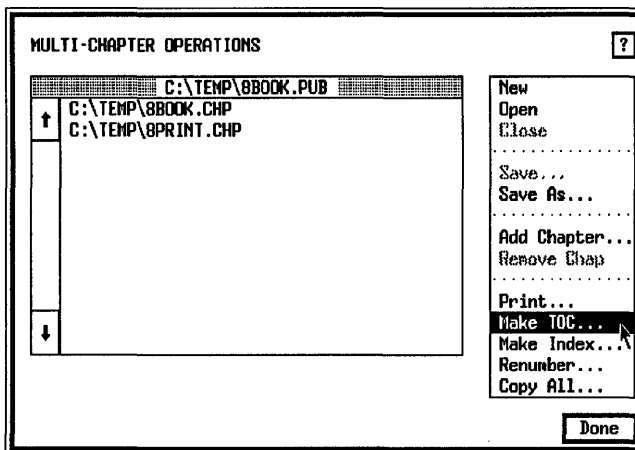 MULTI-CHAPTER OPERATIONS
?
C:\TEMP\8BOOK.PUB
C:\TEMP\8BOOK.CHP
C:\TEMP\8PRINT.CHP
New
Open
Close
Save...
Save As...
Add Chapter...
Remove Chap
Print...
Make TOC...
Make Index...
Renumber...
Copy All...
Done